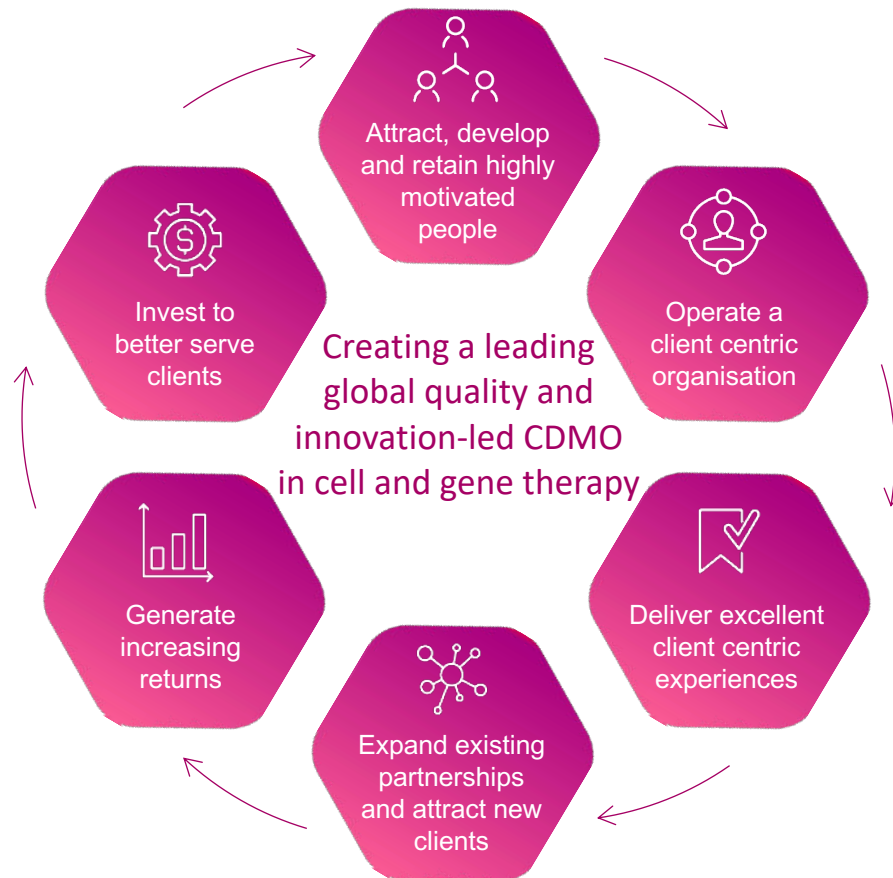 Attract, develop
and retain highly
motivated
people
Operate a
client centric
organisation
Deliver excellent
client centric
experiences
Expand existing
partnerships
and attract new
clients
Generate
increasing
returns
Invest to
better serve
clients
Creating a leading
global quality and
innovation-led CDMO
in cell and gene therapy